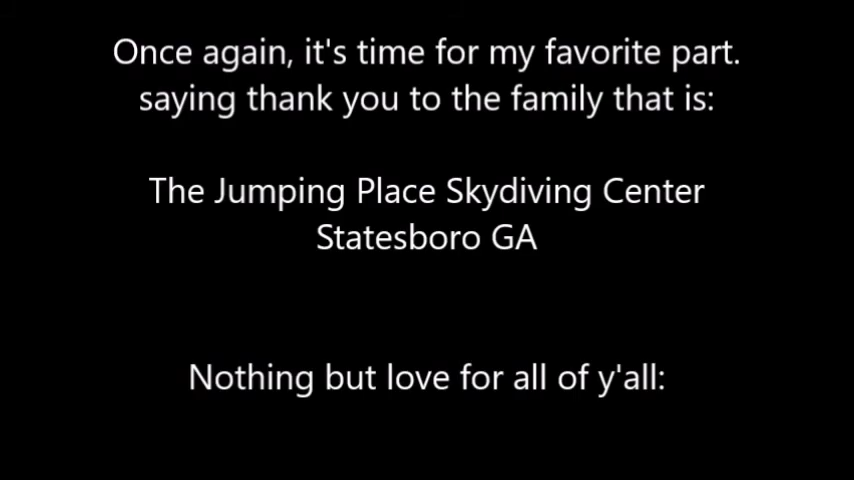 Once again, it's time for my favorite part.
saying thank you to the family that is:
The Jumping Place Skydiving Center
Statesboro GA
Nothing but love for all of y'all: